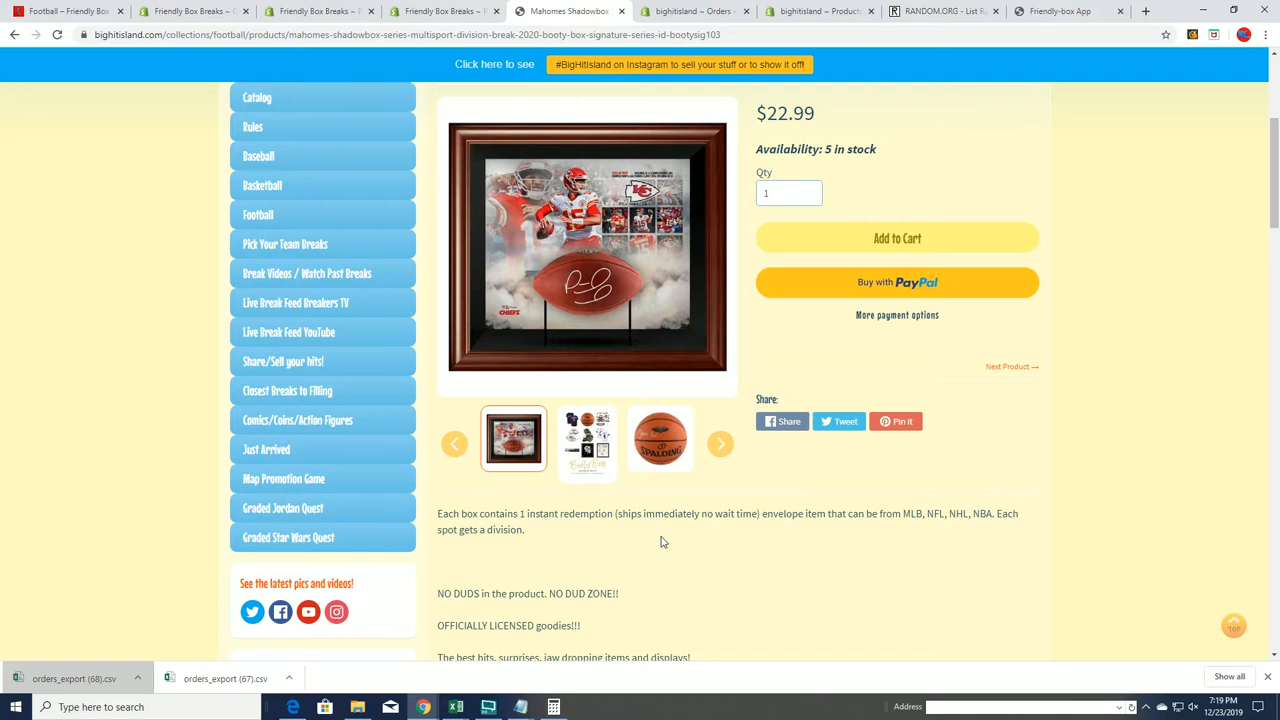 Football – Friendly Box Breaks
Friendly Box Breaks ~ C
Friendly Box Breaks ~ F
Friendly Box Breaks ~ P
Mahomes Shadowbox Series
bighitisland ~ Orders ~
bighitisland ~ Products
RANDOM.ORG - List Ra
Friendly-box App
bighitisland.com/collections/football/products/mahomes-shadowbox-series-multisport-division-break-2020-booty-box-signature-series-id-bootysig103
Click here to see
#BigHitIsland on Instagram to sell your stuff or to show it off!
Catalog
Rules
Baseball
Basketball
Football
Pick Your Team Breaks
Break Videos / Watch Past Breaks
Live Break Feed Breakers TV
Live Break Feed YouTube
Share/Sell your hits!
Closest Breaks to Filling
Comics/Coins/Action Figures
Just Arrived
Map Promotion Game
Graded Jordan Quest
Graded Star Wars Quest
See the latest pics and videos!
CHIEFS
SPALDING
$22.99
Availability: 5 in stock
Qty
1
Add to Cart
Buy with PayPal
More payment options
Next Product →
Share:
Share
Tweet
Pin it
Each box contains 1 instant redemption (ships immediately no wait time) envelope item that can be from MLB, NFL, NHL, NBA. Each
spot gets a division.
NO DUDS in the product. NO DUD ZONE!!
OFFICIALLY LICENSED goodies!!!
The best hits, surprises, jaw dropping items and displays!
TOP
orders_export (68).csv
orders_export (67).csv
Show all
Type here to search
Address
7:19 PM
12/23/2019